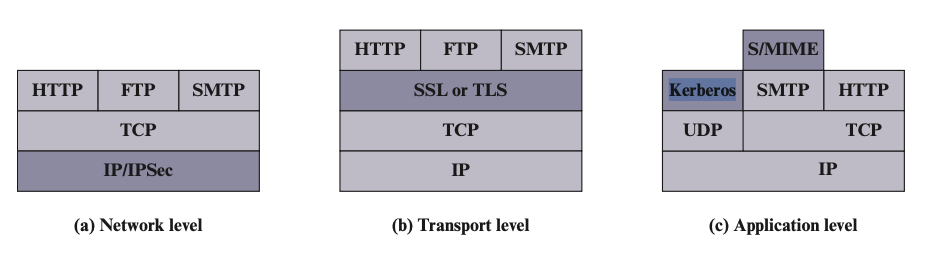 HTTP FTP SMTP
TCP
IP/IPSec
(a) Network level
HTTP FTP SMTP
SSL or TLS
TCP
IP
(b) Transport level
S/MIME
Kerberos SMTP HTTP
UDP TCP
IP
(c) Application level